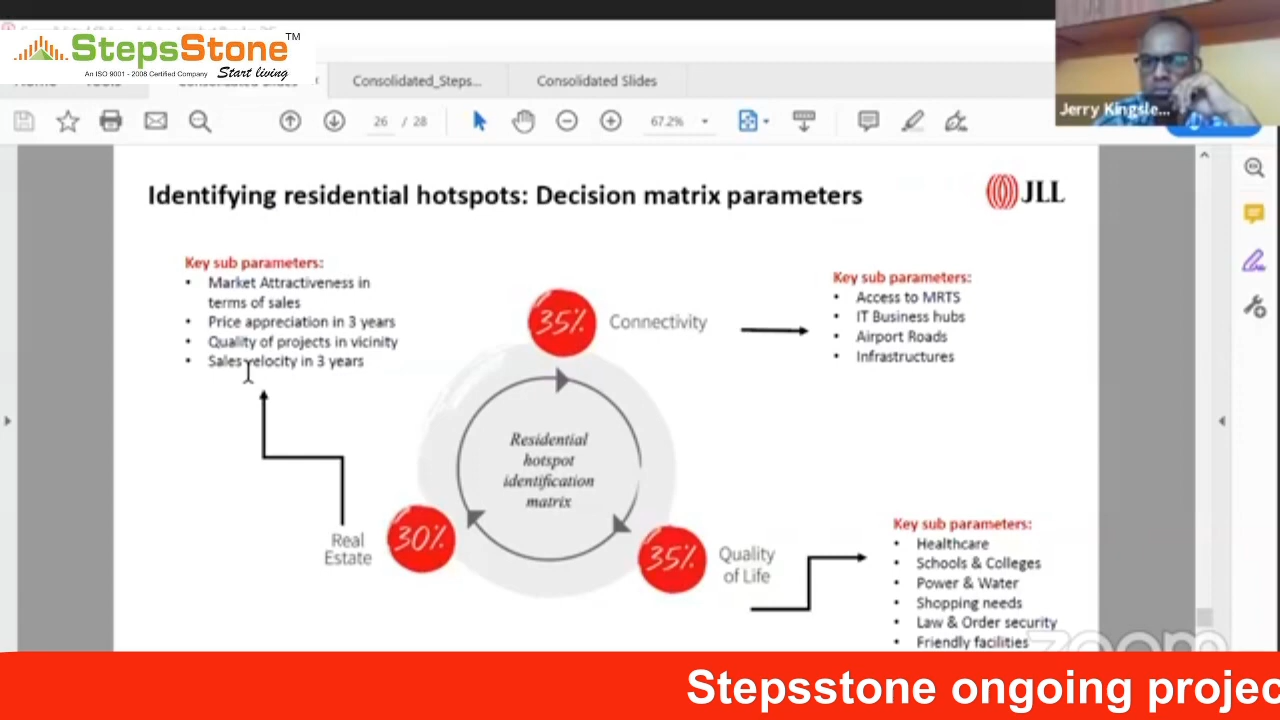 StepsStone™
An ISO 9001 - 2008 Certified Company Start living
Consolidated_Steps...
Consolidated Slides
26 / 28
67.2%
Jerry Kingsle...
Identifying residential hotspots: Decision matrix parameters
JLL
Key sub parameters:
• Market Attractiveness in
terms of sales
• Price appreciation in 3 years
• Quality of projects in vicinity
• Sales velocity in 3 years
35% Connectivity
Key sub parameters:
• Access to MRTS
• IT Business hubs
• Airport Roads
• Infrastructures
Residential
hotspot
identification
matrix
Real
Estate
30%
35%
Quality
of Life
Key sub parameters:
• Healthcare
• Schools & Colleges
• Power & Water
• Shopping needs
• Law & Order security
• Friendly facilities
zoom
Stepsstone ongoing projec